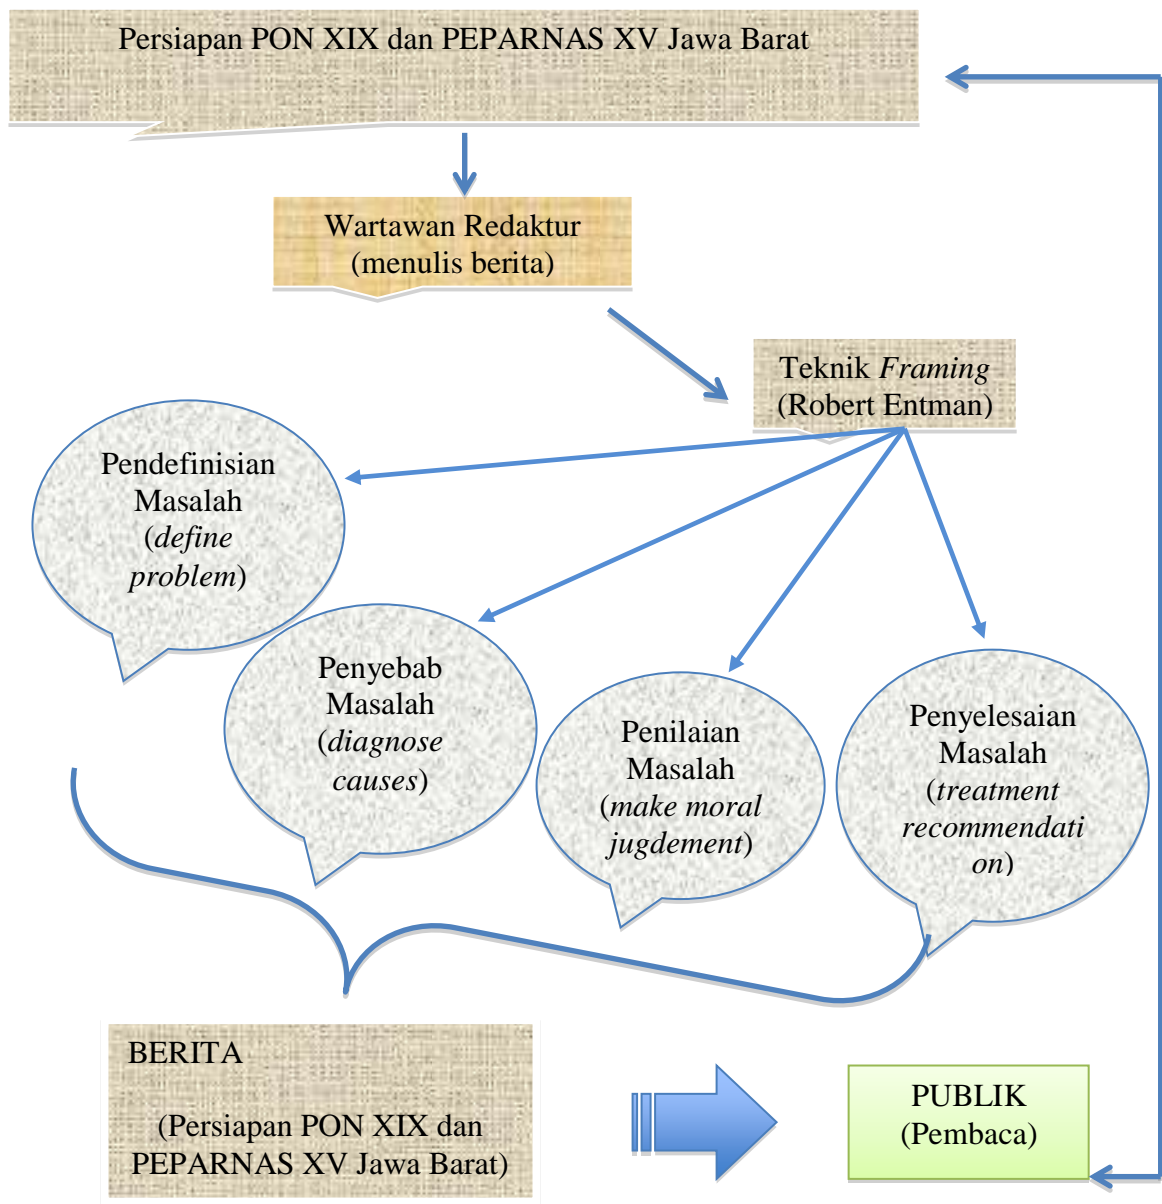 Persiapan PON XIX dan PEPARNAS XV Jawa Barat
Wartawan Redaktur
(menulis berita)
Teknik Framing
(Robert Entman)
Pendefinisian
Masalah
(define
problem)
Penyebab
Masalah
(diagnose
causes)
Penilaian
Masalah
(make moral
jugdement)
Penyelesaian
Masalah
(treatment
recommendati
on)
BERITA
(Persiapan PON XIX dan
PEPARNAS XV Jawa Barat)
PUBLIK
(Pembaca)